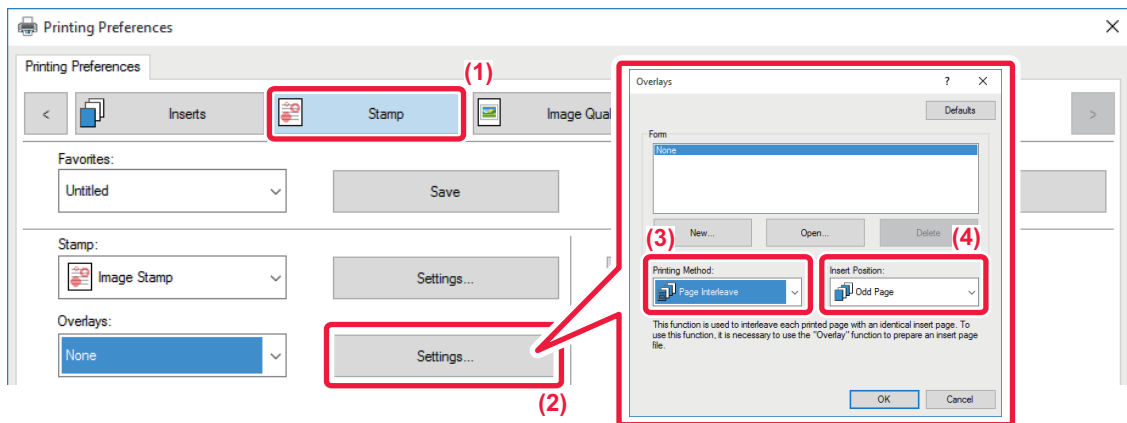 Printing Preferences
Printing Preferences
(1)
< Inserts Stamp Image Qual >
Favorites:
Untitled Save
Stamp:
Image Stamp Settings...
Overlays:
None Settings...
(2)
Overlays ? ×
Defaults
Form
None
New... Open... Delete
(3) (4)
Printing Method: Insert Position:
Page Interleave Odd Page
This function is used to interleave each printed page with an identical insert page. To
use this function, it is necessary to use the "Overlay" function to prepare an insert page
file.
OK Cancel